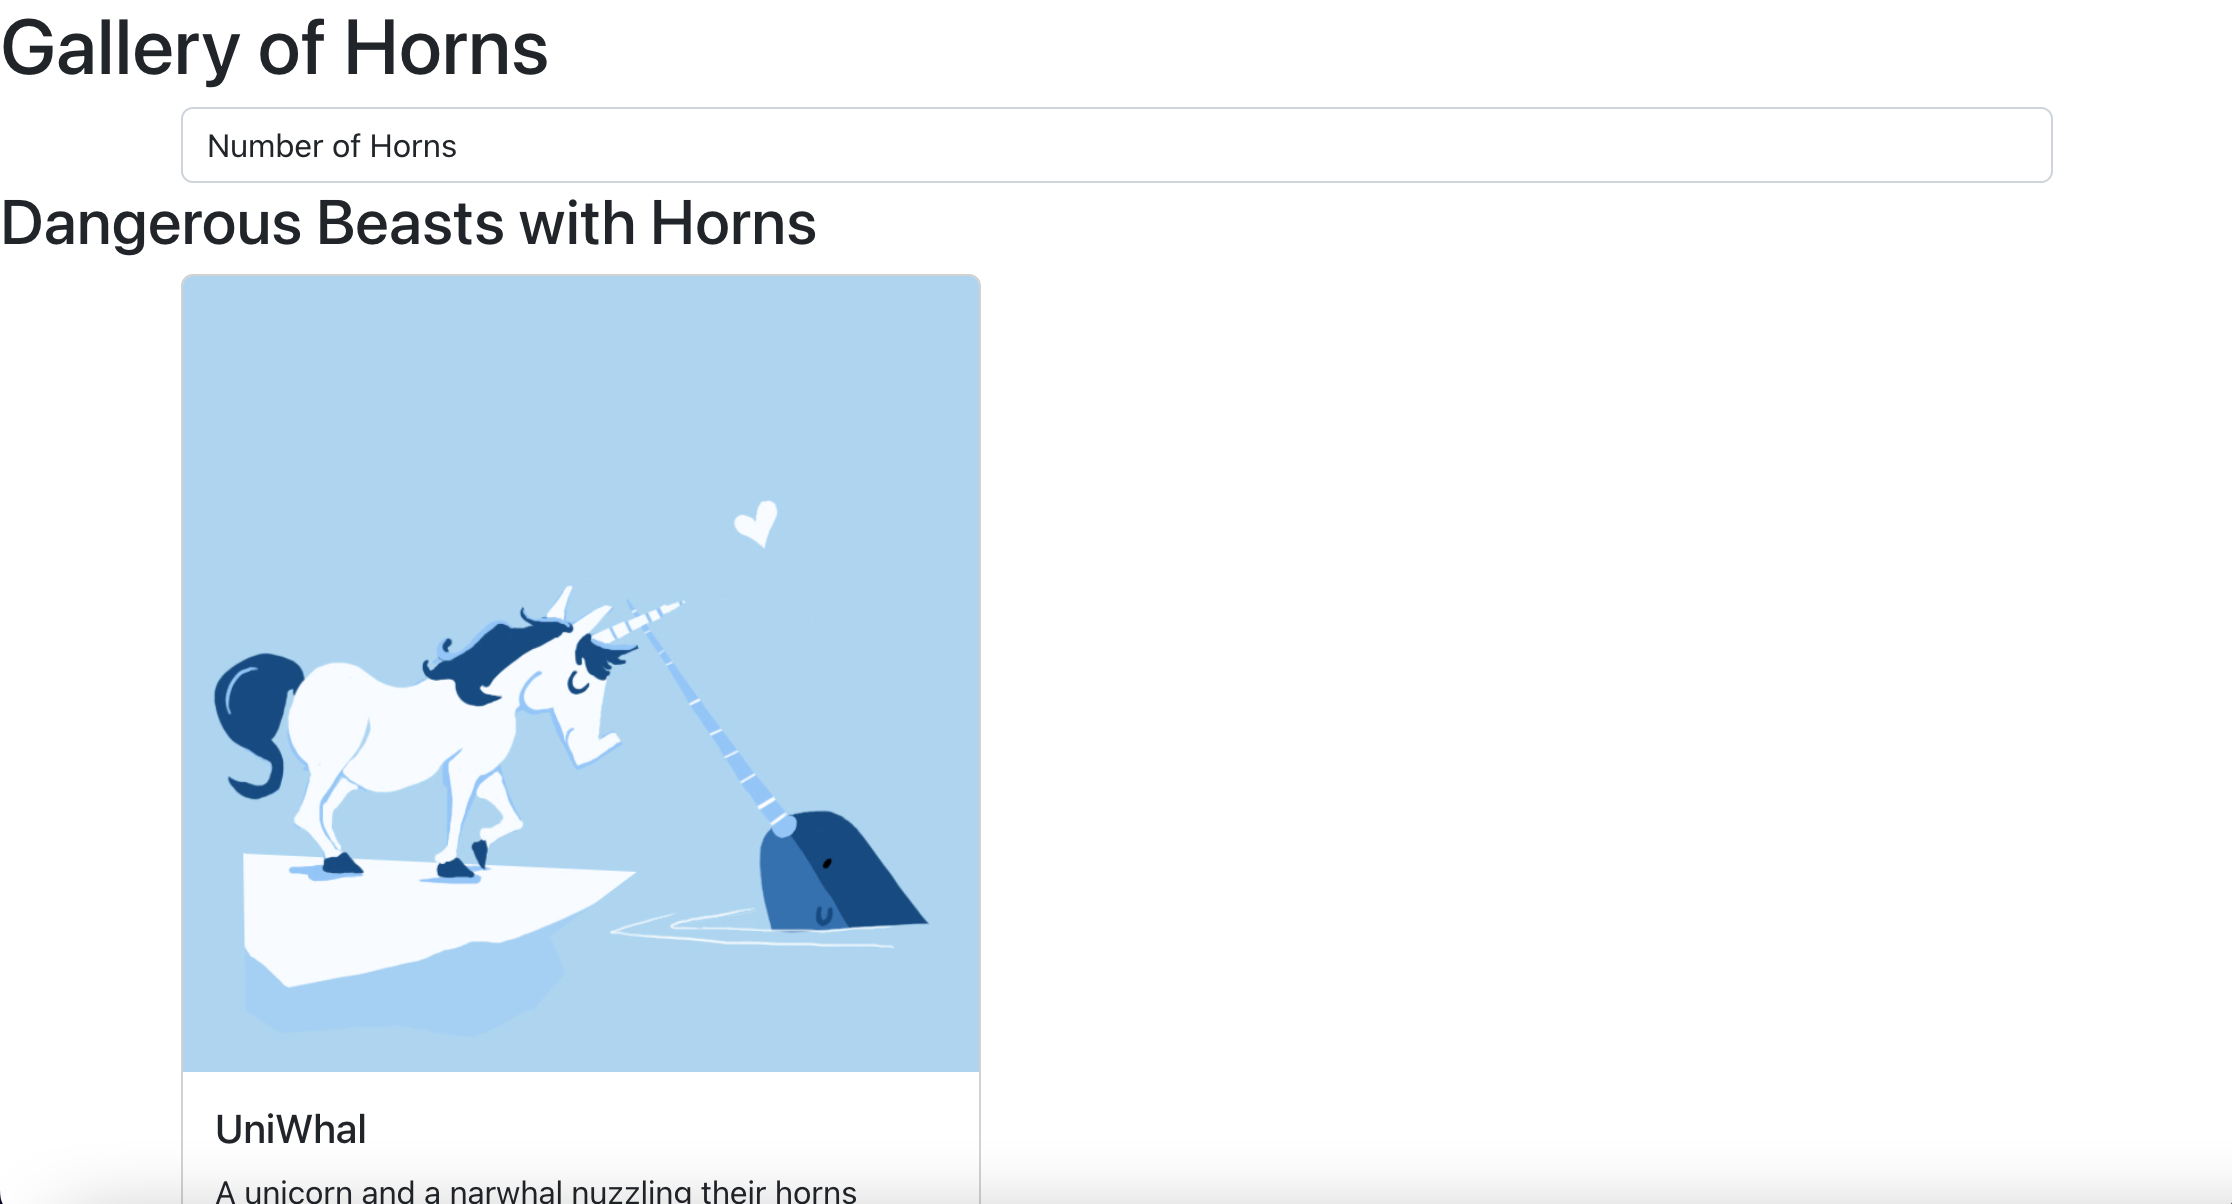 Gallery of Horns
Number of Horns
Dangerous Beasts with Horns
UniWhal
A unicorn and a narwhal nuzzling their horns